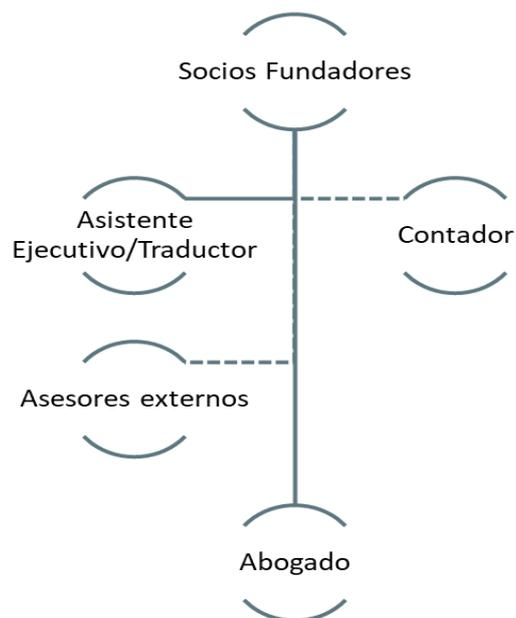 Socios Fundadores
Asistente
Ejecutivo/Traductor
Contador
Asesores externos
Abogado